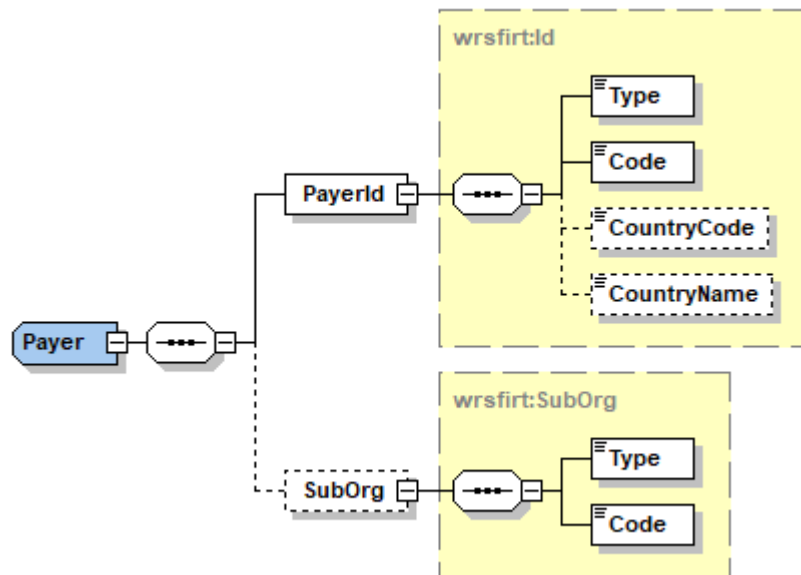 wrsfirt:Id
Type
Code
PayerId
CountryCode
CountryName
Payer
wrsfirt:SubOrg
Type
SubOrg
Code